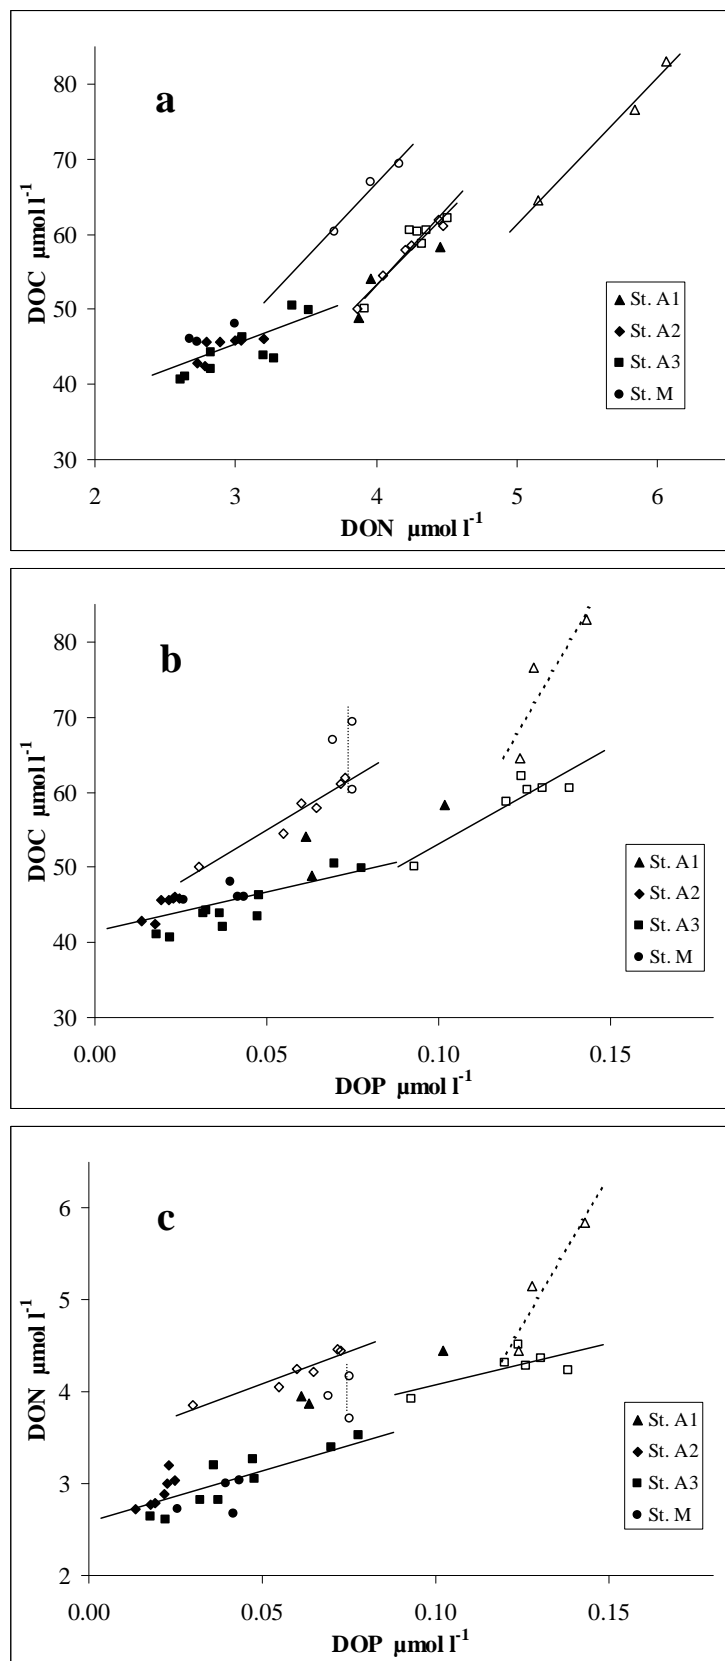 a
80
70
60
50
40
30
DOC µmol l-1
2 3 4 5 6
DON µmol l-1
St. A1
St. A2
St. A3
St. M
b
80
70
60
50
40
30
DOC µmol l-1
0.00 0.05 0.10 0.15
DOP µmol l-1
St. A1
St. A2
St. A3
St. M
c
6
5
4
3
2
DON µmol l-1
0.00 0.05 0.10 0.15
DOP µmol l-1
St. A1
St. A2
St. A3
St. M